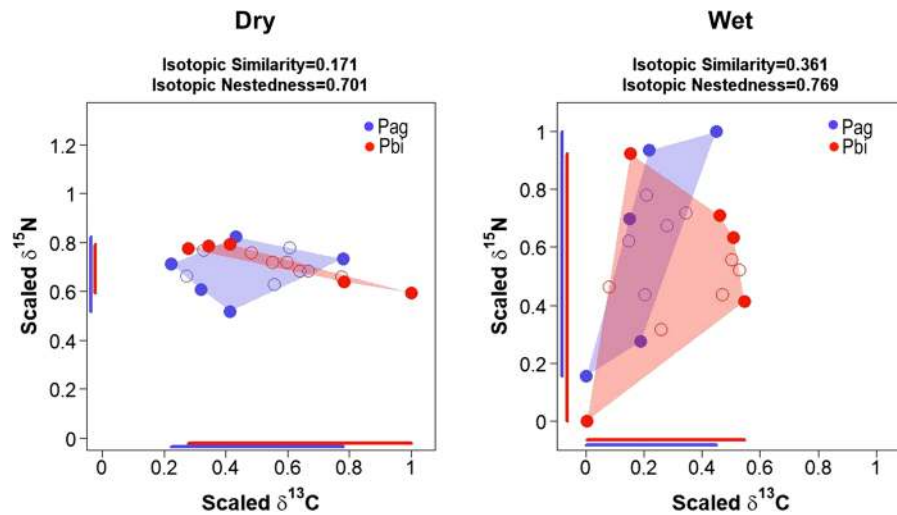 Dry
Isotopic Similarity=0.171
Isotopic Nestedness=0.701
Pag
Pbi
1.2
1
0.8
0.6
0.4
0.2
0
Scaled δ15N
0 0.2 0.4 0.6 0.8 1
Scaled δ13C
Wet
Isotopic Similarity=0.361
Isotopic Nestedness=0.769
Pag
Pbi
1
0.8
0.6
0.4
0.2
0
Scaled δ15N
0 0.2 0.4 0.6 0.8 1
Scaled δ13C